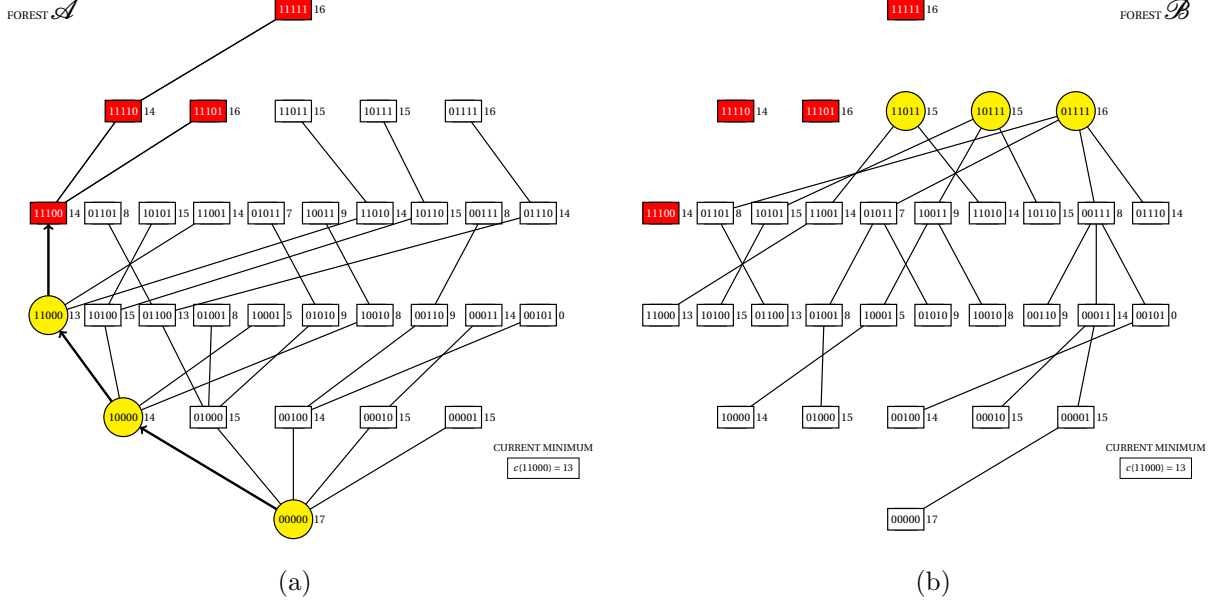 FOREST 𝒜
11111 16
11110 14 11101 16 11011 15 10111 15 01111 16
11100 14 01101 8 10101 15 11001 14 01011 7 10011 9 11010 14 10110 15 00111 8 01110 14
11000 13 10100 15 01100 13 01001 8 10001 5 01010 9 10010 8 00110 9 00011 14 00101 0
10000 14 01000 15 00100 14 00010 15 00001 15
CURRENT MINIMUM
c(11000) = 13
00000 17
(a)
FOREST ℬ
11111 16
11110 14 11101 16 11011 15 10111 15 01111 16
11100 14 01101 8 10101 15 11001 14 01011 7 10011 9 11010 14 10110 15 00111 8 01110 14
11000 13 10100 15 01100 13 01001 8 10001 5 01010 9 10010 8 00110 9 00011 14 00101 0
10000 14 01000 15 00100 14 00010 15 00001 15
CURRENT MINIMUM
c(11000) = 13
00000 17
(b)